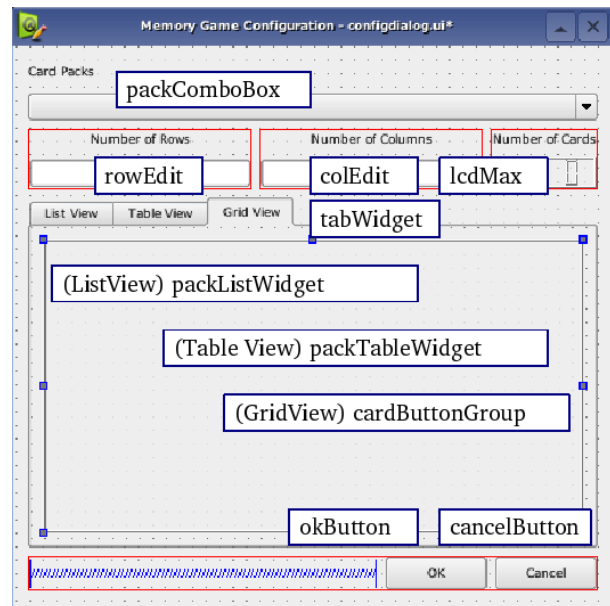 Memory Game Configuration - configdialog.ui*
Card Packs
packComboBox
Number of Rows Number of Columns Number of Cards
rowEdit colEdit lcdMax
List View Table View Grid View tabWidget
(ListView) packListWidget
(Table View) packTableWidget
(GridView) cardButtonGroup
okButton cancelButton
OK Cancel